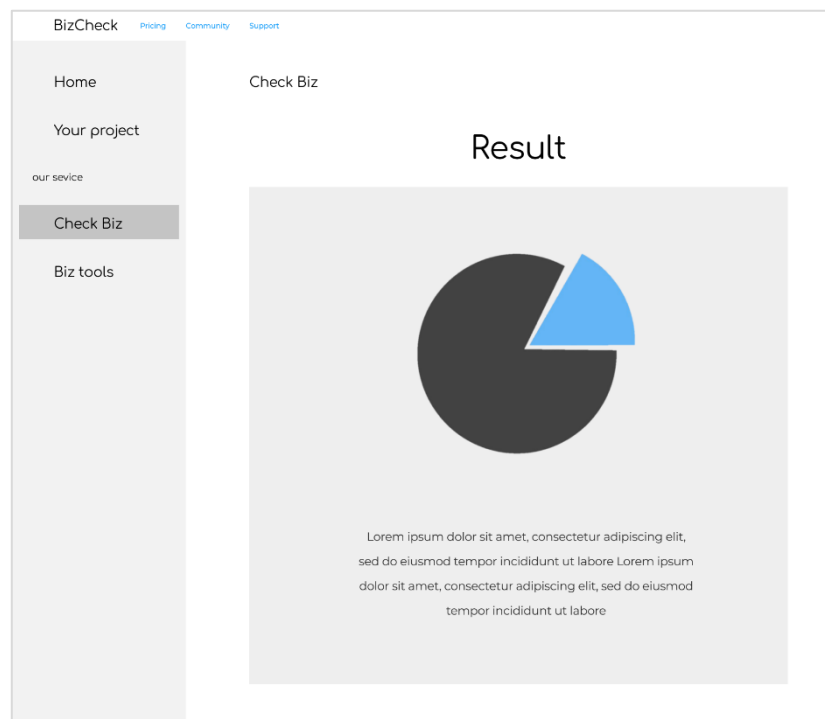 BizCheck Pricing Community Support
Home
Your project
our sevice
Check Biz
Biz tools
Check Biz
Result
Lorem ipsum dolor sit amet, consectetur adipiscing elit,
sed do eiusmod tempor incididunt ut labore Lorem ipsum
dolor sit amet, consectetur adipiscing elit, sed do eiusmod
tempor incididunt ut labore